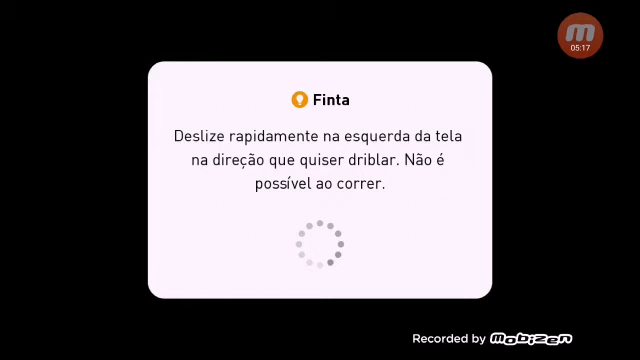 05:17
Finta
Deslize rapidamente na esquerda da tela
na direção que quiser driblar. Não é
possível ao correr.
Recorded by mobizen